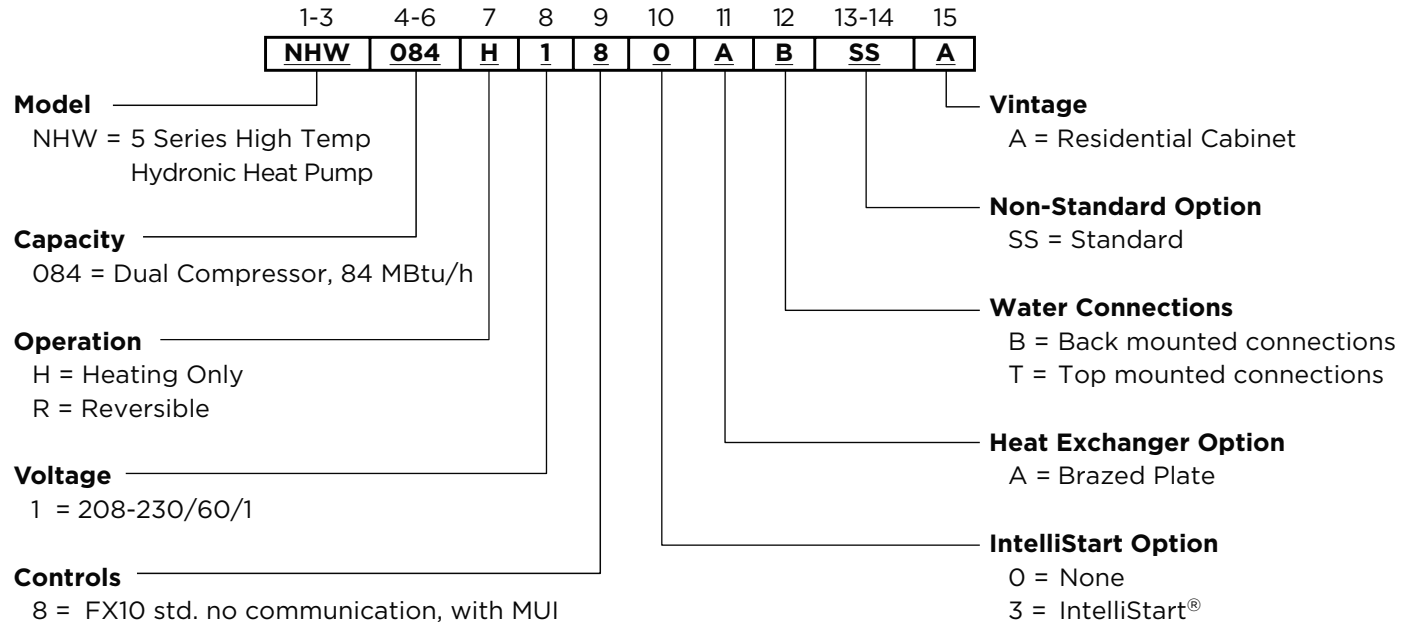 1-3 4-6 7 8 9 10 11 12 13-14 15
NHW 084 H 1 8 0 A B SS A
Model
NHW = 5 Series High Temp
Hydronic Heat Pump
Capacity
084 = Dual Compressor, 84 MBtu/h
Operation
H = Heating Only
R = Reversible
Voltage
1 = 208-230/60/1
Controls
8 = FX10 std. no communication, with MUI
Vintage
A = Residential Cabinet
Non-Standard Option
SS = Standard
Water Connections
B = Back mounted connections
T = Top mounted connections
Heat Exchanger Option
A = Brazed Plate
IntelliStart Option
0 = None
3 = IntelliStart®